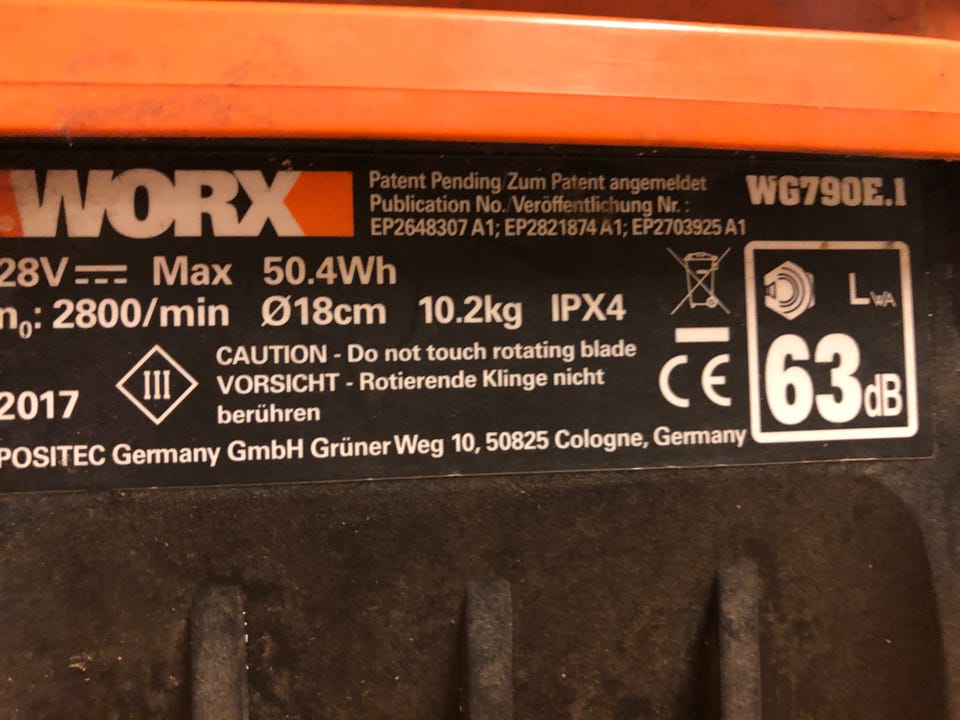 WORX
Patent Pending/Zum Patent angemeldet
Publication No./Veröffentlichung Nr.:
EP2648307 A1; EP2821874 A1; EP2703925 A1
WG790E.1
28V Max 50.4Wh
n0: 2800/min Ø18cm 10.2kg IPX4
CAUTION - Do not touch rotating blade
VORSICHT - Rotierende Klinge nicht
berühren
III
2017
CE
LWA
63dB
POSITEC Germany GmbH Grüner Weg 10, 50825 Cologne, Germany